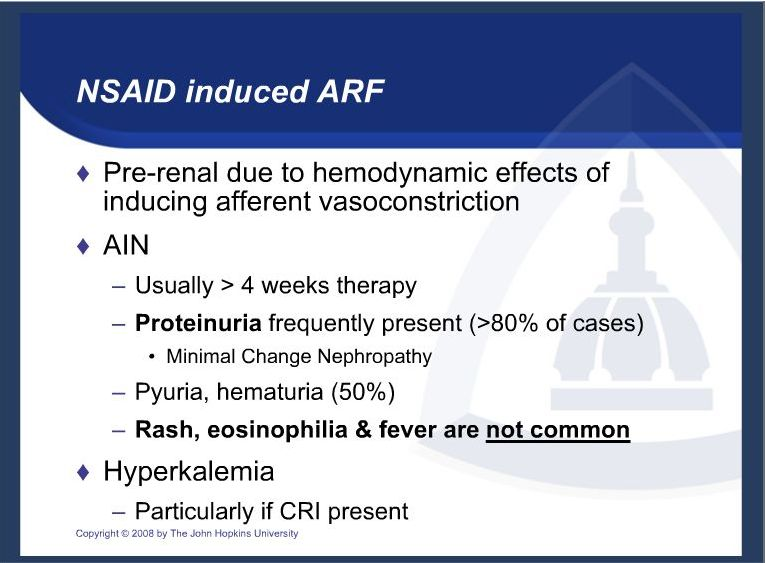 NSAID induced ARF
♦ Pre-renal due to hemodynamic effects of
inducing afferent vasoconstriction
♦ AIN
– Usually > 4 weeks therapy
– Proteinuria frequently present (>80% of cases)
• Minimal Change Nephropathy
– Pyuria, hematuria (50%)
– Rash, eosinophilia & fever are not common
♦ Hyperkalemia
– Particularly if CRI present
Copyright © 2008 by The John Hopkins University